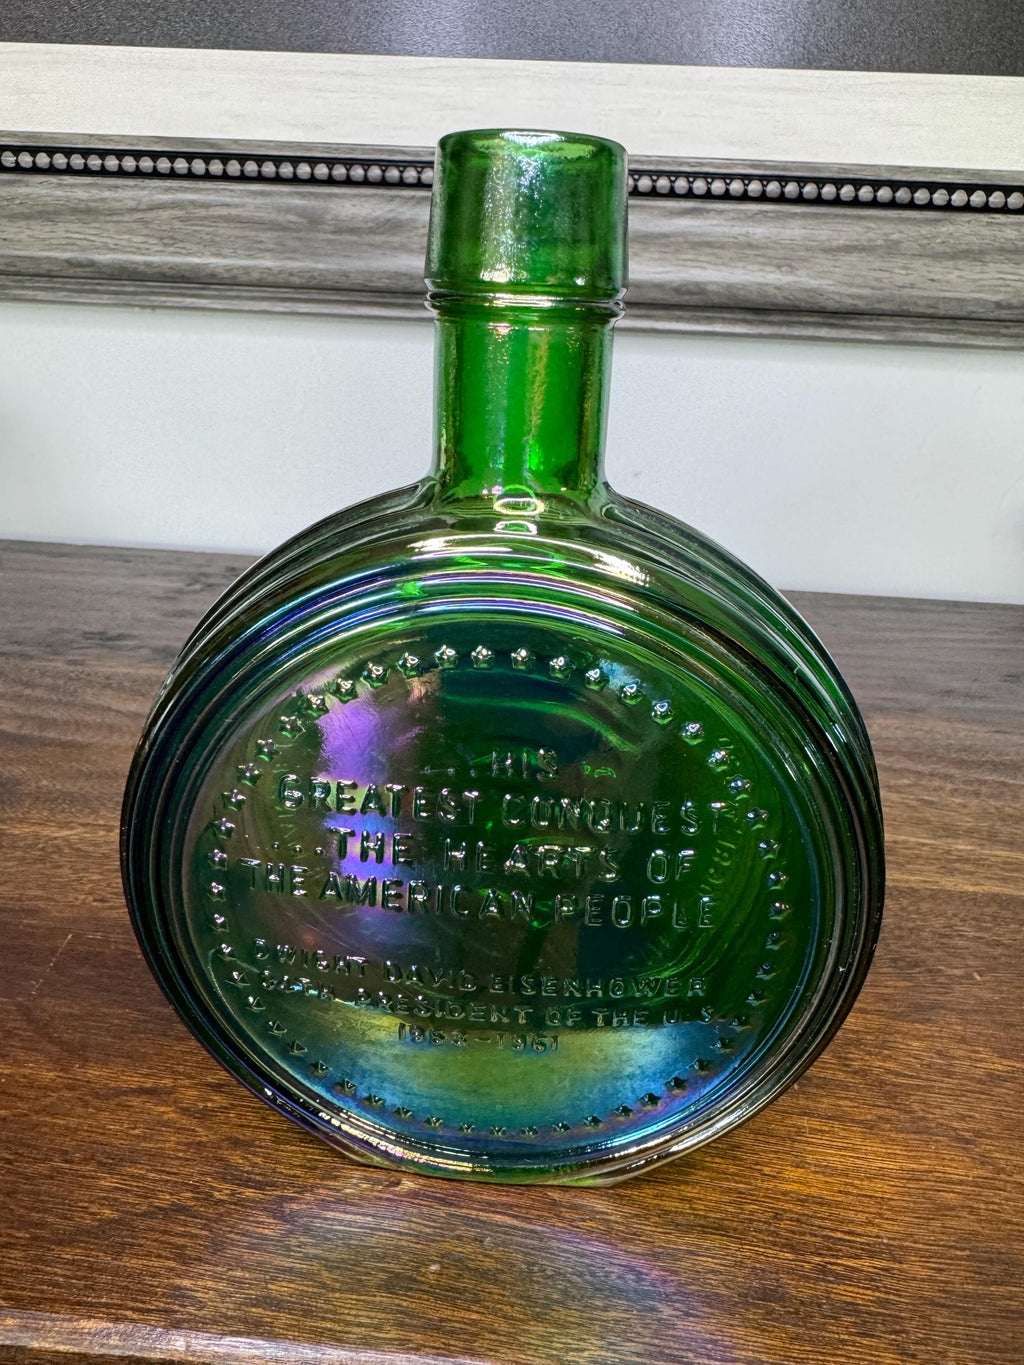 ...HIS
GREATEST CONQUEST
...THE HEARTS OF
THE AMERICAN PEOPLE
DWIGHT DAVID EISENHOWER
34TH PRESIDENT OF THE U.S.
1953-1961